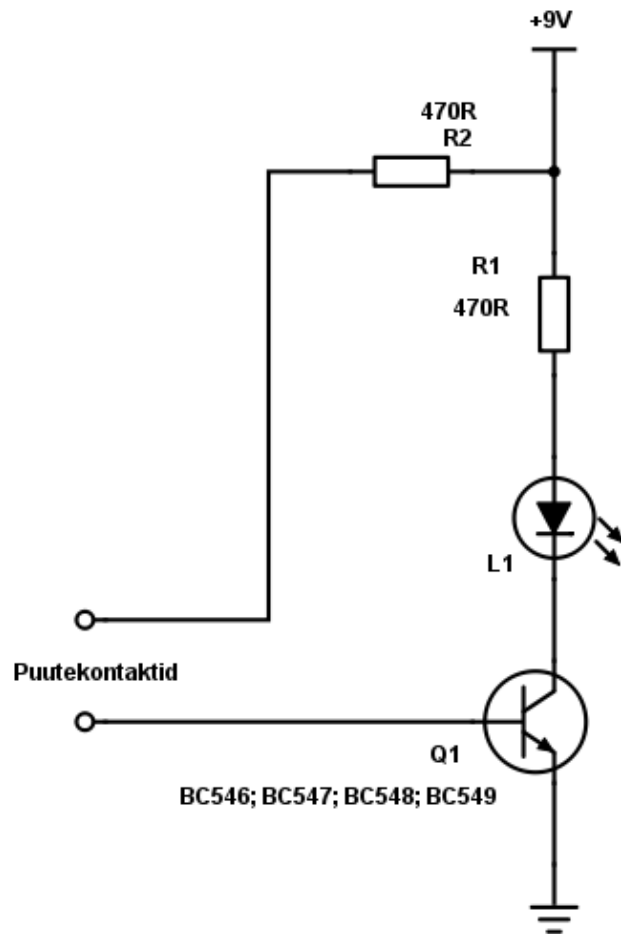 +9V
470R
R2
R1
470R
L1
Puutekontaktid
Q1
BC546; BC547; BC548; BC549